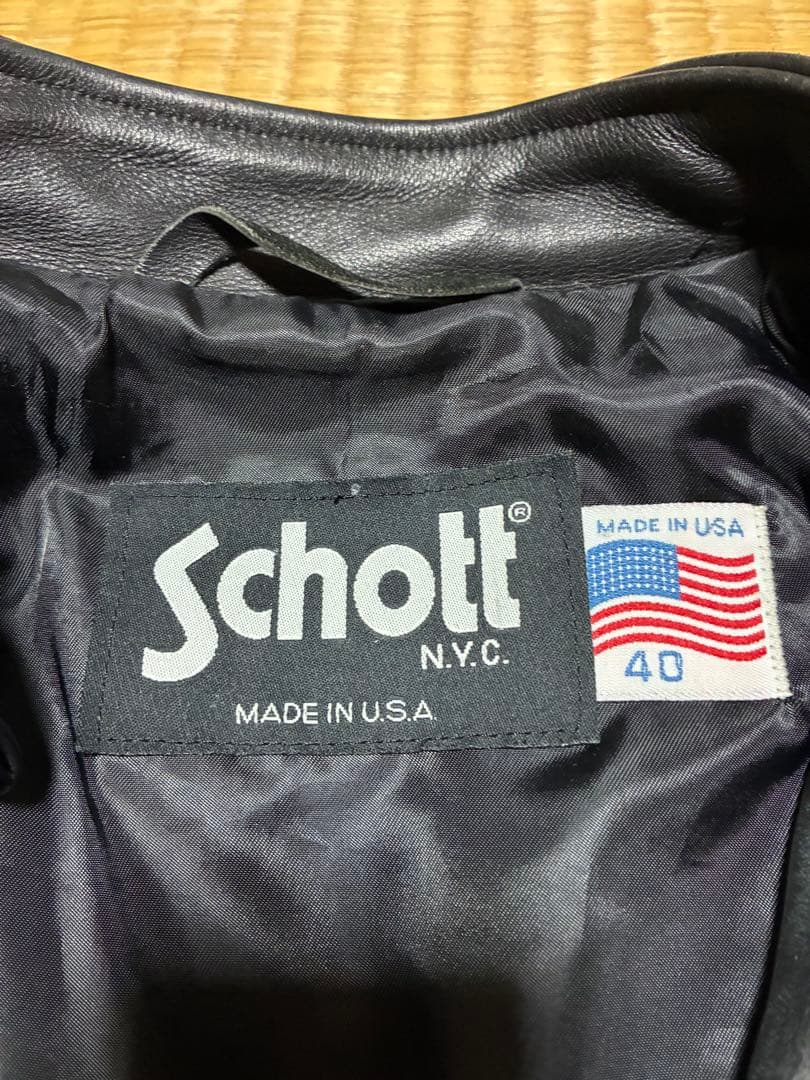 Schott®
N.Y.C.
MADE IN U.S.A.
MADE IN USA
40